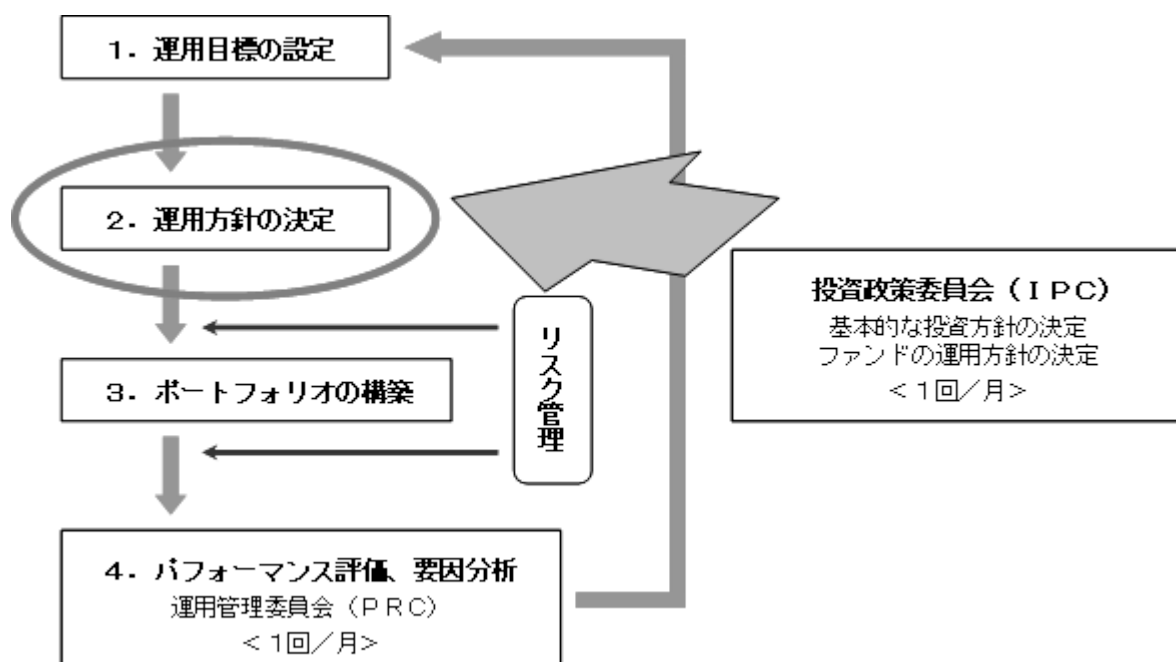 １．運用目標の設定
２．運用方針の決定
投資政策委員会（ＩＰＣ）
基本的な投資方針の決定
ファンドの運用方針の決定
＜１回／月＞
リスク管理
３．ポートフォリオの構築
４．パフォーマンス評価、要因分析
運用管理委員会（ＰＲＣ）
＜１回／月＞